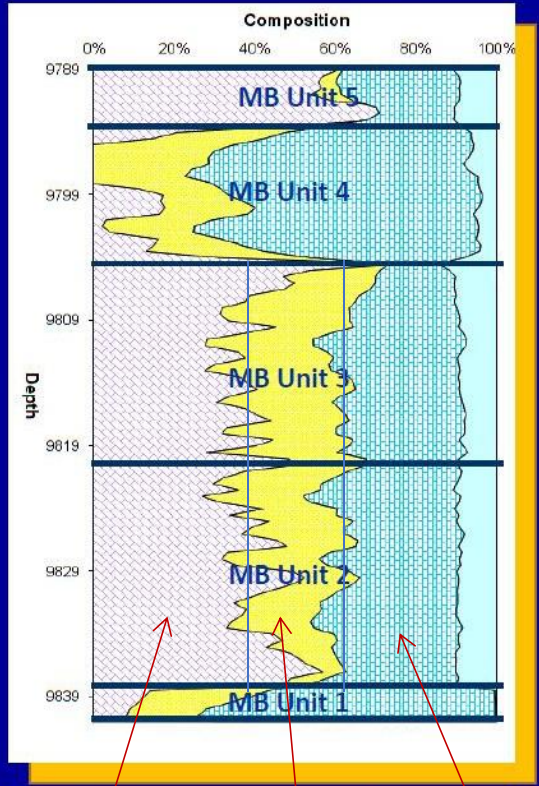 Composition
0% 20% 40% 60% 80% 100%
9789
MB Unit 5
MB Unit 4
9799
9809
Depth
MB Unit 3
9819
9829
MB Unit 2
9839
MB Unit 1